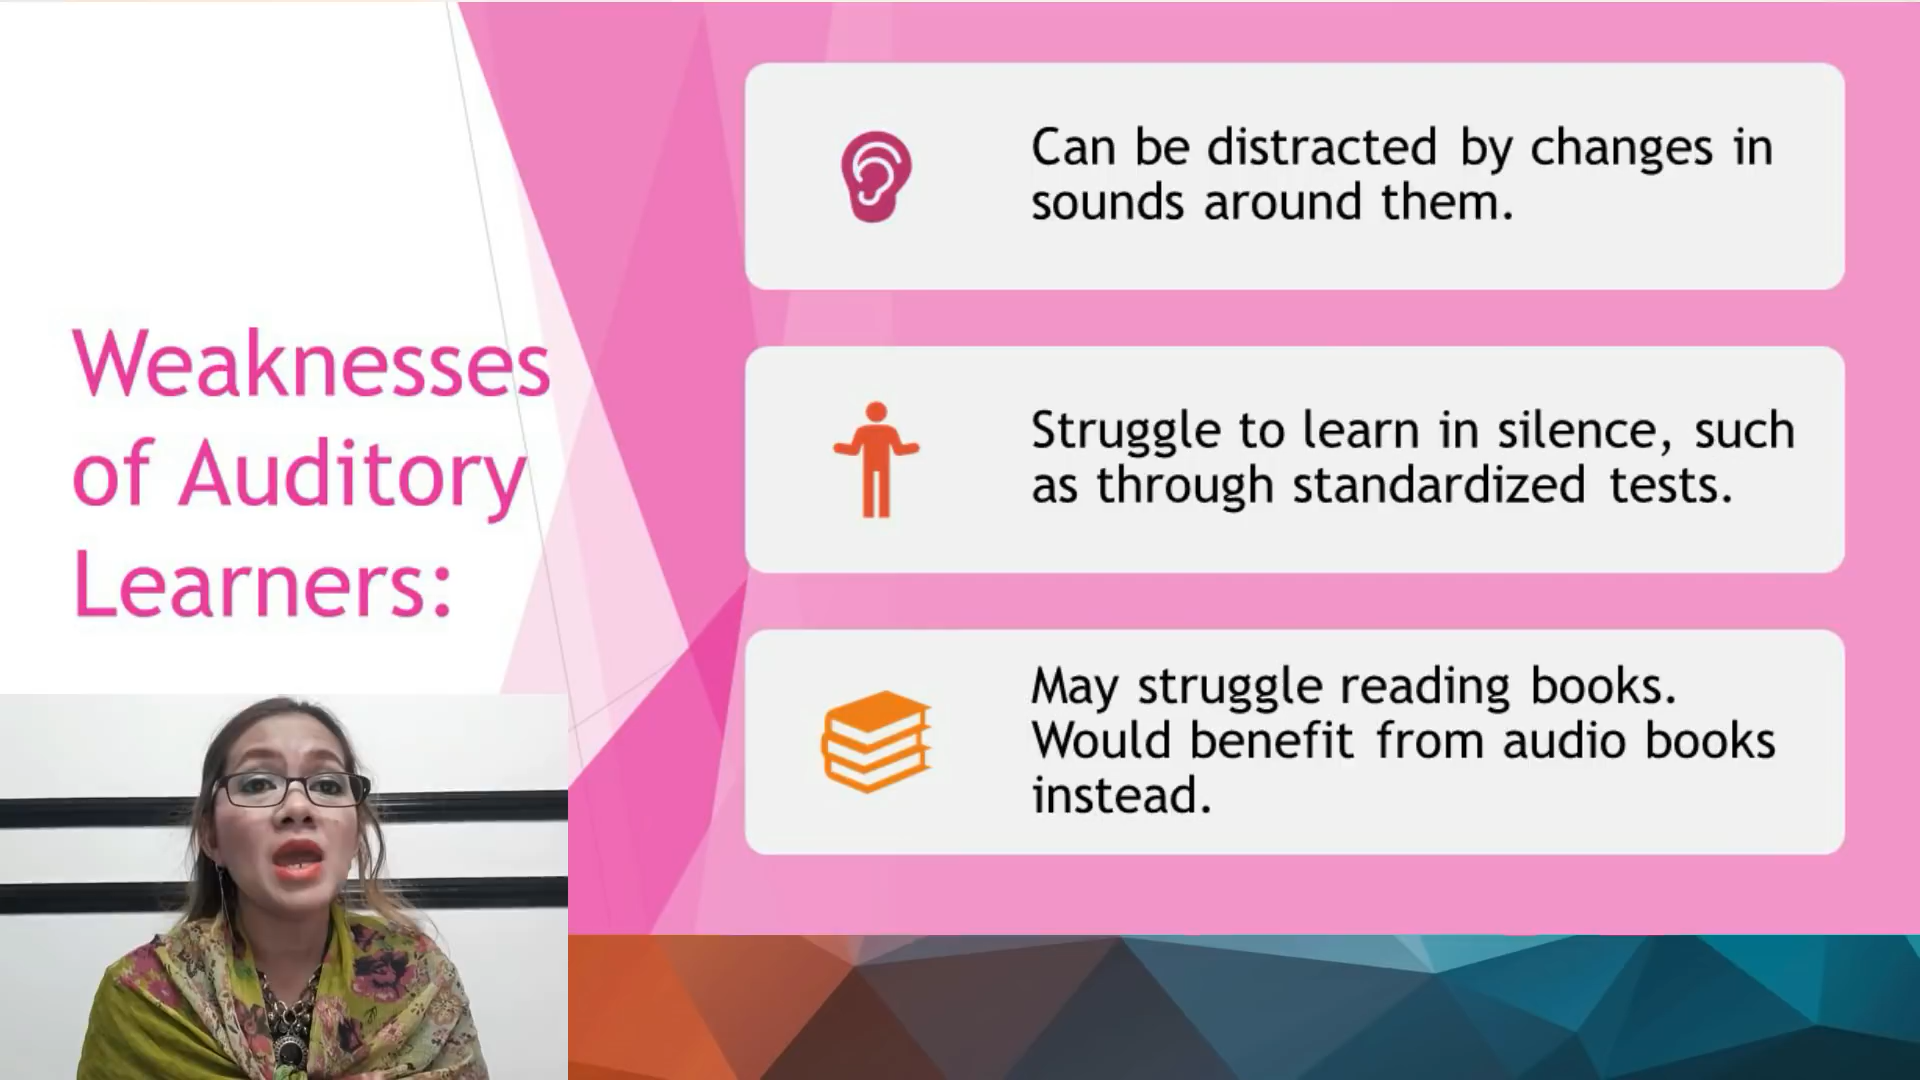 Weaknesses
of Auditory
Learners:
Can be distracted by changes in
sounds around them.
Struggle to learn in silence, such
as through standardized tests.
May struggle reading books.
Would benefit from audio books
instead.